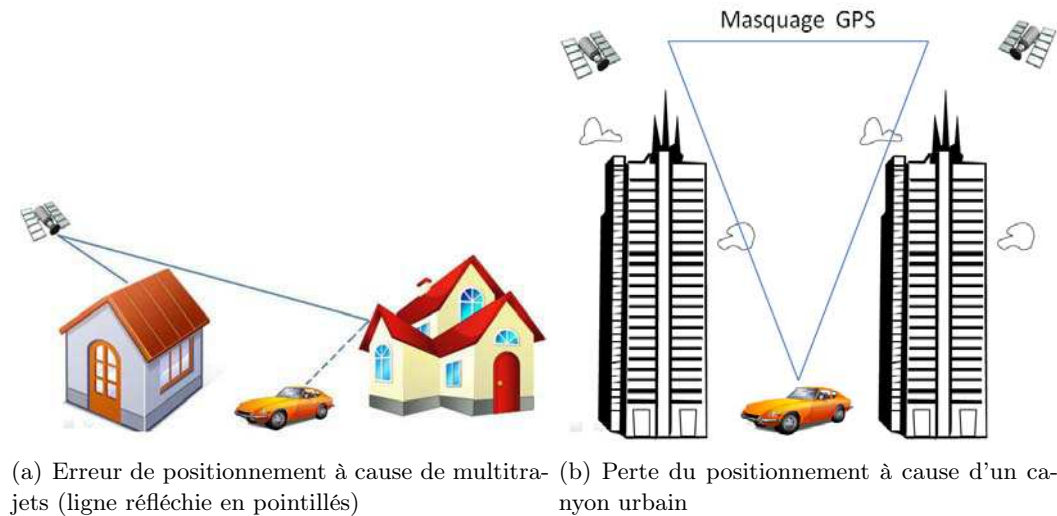 Masquage GPS
(a) Erreur de positionnement à cause de multitra-
jets (ligne réfléchie en pointillés)
(b) Perte du positionnement à cause d'un ca-
nyon urbain